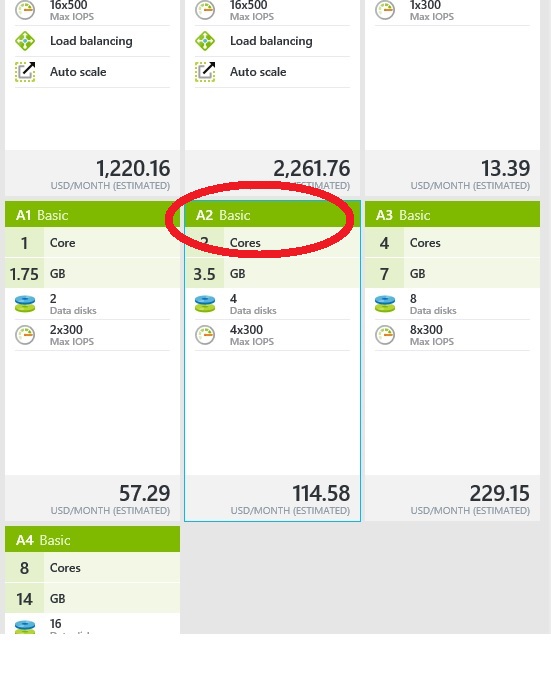 16x500
Max IOPS
Load balancing
Auto scale
1,220.16
USD/MONTH (ESTIMATED)
16x500
Max IOPS
Load balancing
Auto scale
2,261.76
USD/MONTH (ESTIMATED)
1x300
Max IOPS
13.39
USD/MONTH (ESTIMATED)
A1 Basic
1 Core
1.75 GB
2
Data disks
2x300
Max IOPS
57.29
USD/MONTH (ESTIMATED)
A2 Basic
2 Cores
3.5 GB
4
Data disks
4x300
Max IOPS
114.58
USD/MONTH (ESTIMATED)
A3 Basic
4 Cores
7 GB
8
Data disks
8x300
Max IOPS
229.15
USD/MONTH (ESTIMATED)
A4 Basic
8 Cores
14 GB
16
Data disks